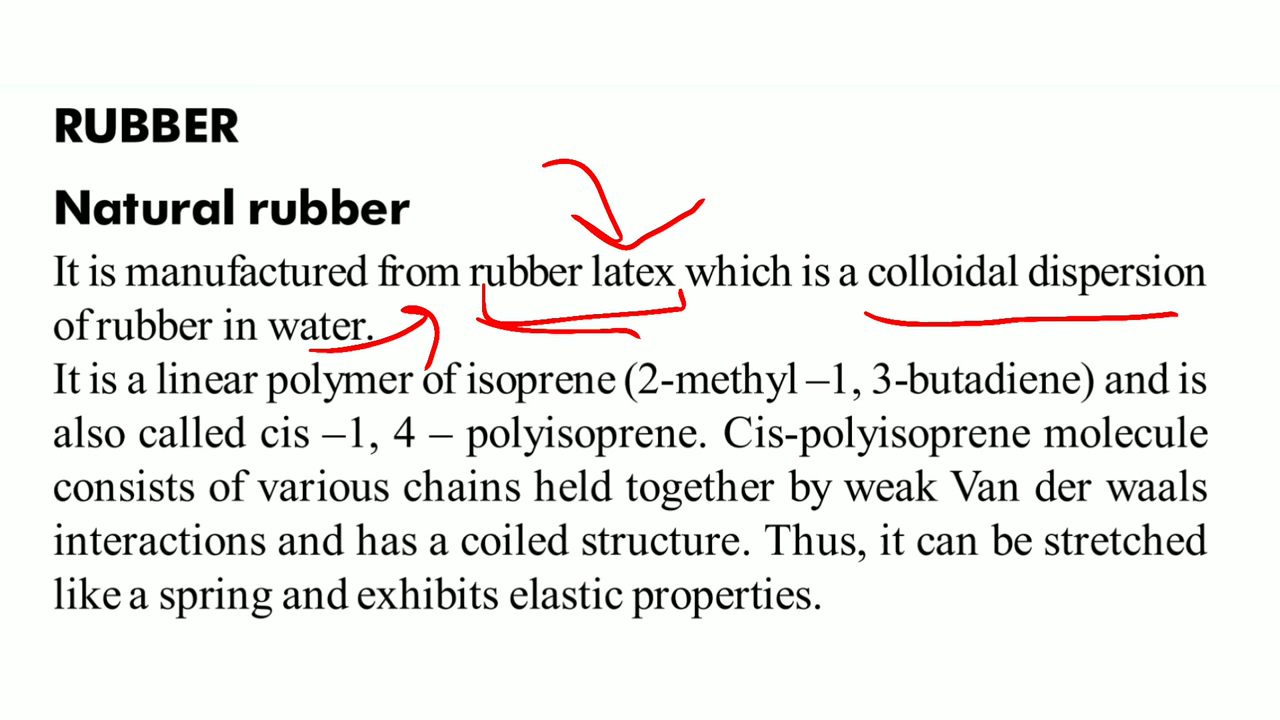 RUBBER
Natural rubber
It is manufactured from rubber latex which is a colloidal dispersion
of rubber in water.
It is a linear polymer of isoprene (2-methyl –1, 3-butadiene) and is
also called cis –1, 4 – polyisoprene. Cis-polyisoprene molecule
consists of various chains held together by weak Van der waals
interactions and has a coiled structure. Thus, it can be stretched
like a spring and exhibits elastic properties.